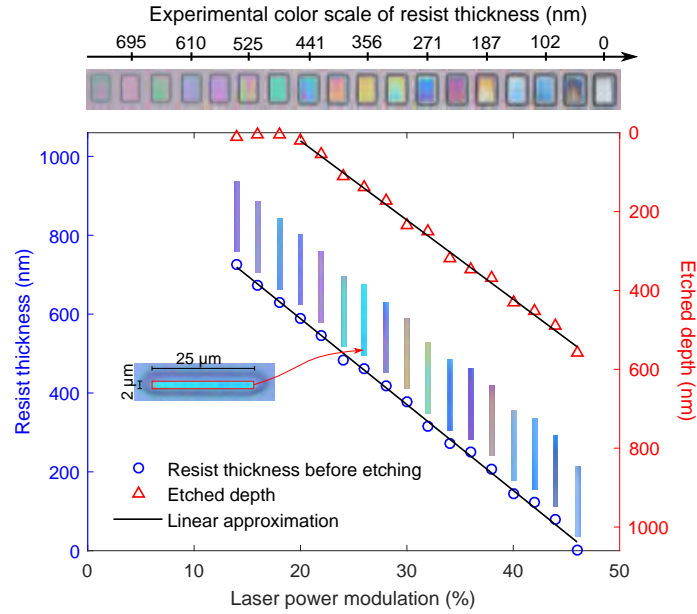 Experimental color scale of resist thickness (nm)
695 610 525 441 356 271 187 102 0
1000
800
600
400
200
0
Resist thickness (nm)
0
200
400
600
800
1000
Etched depth (nm)
25 µm
2 µm
Resist thickness before etching
Etched depth
Linear approximation
0 10 20 30 40 50
Laser power modulation (%)